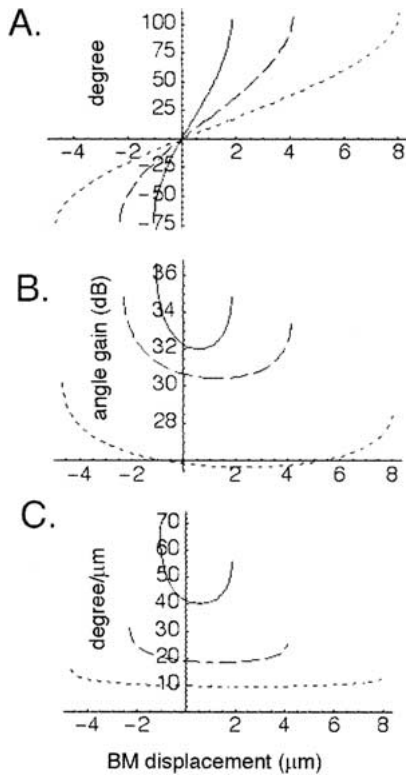 A.
degree
100
75
50
25
-4 -2 2 4 6 8
-25
-50
-75
B.
angle gain (dB)
36
34
32
30
28
-4 -2 2 4 6 8
C.
degree/μm
70
60
50
40
30
20
10
-4 -2 2 4 6 8
BM displacement (μm)